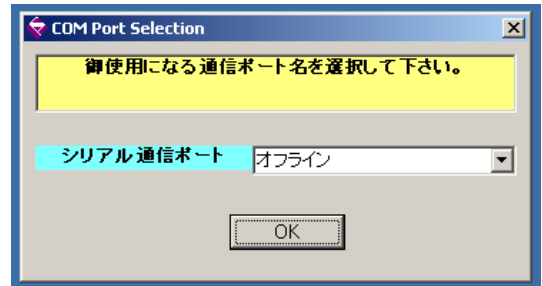 COM Port Selection
御使用になる通信ポート名を選択して下さい。
シリアル通信ポート
オフライン
OK